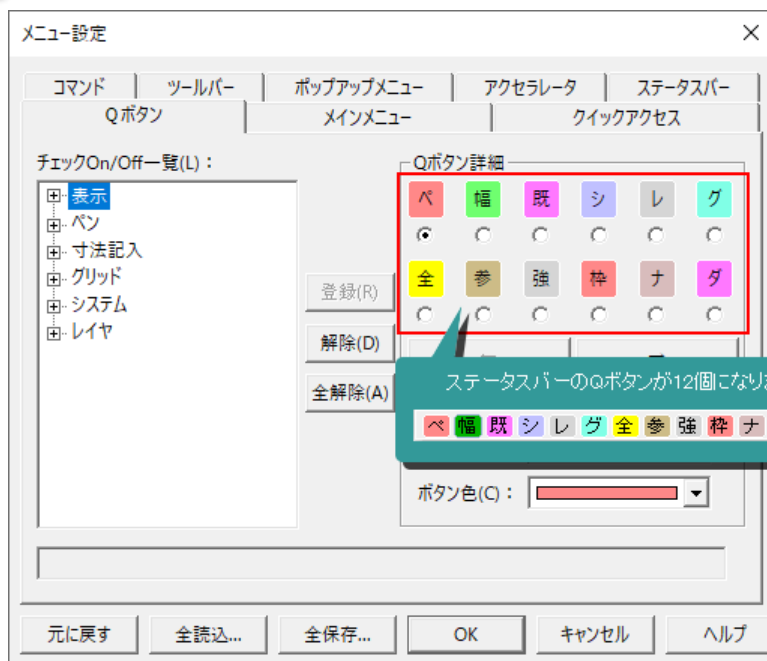 メニュー設定
コマンド ツールバー ポップアップメニュー アクセラレータ ステータスバー
Qボタン メインメニュー クイックアクセス
チェックOn/Off一覧(L)：
表示
ペン
寸法記入
グリッド
システム
レイヤ
登録(R)
解除(D)
全解除(A)
Qボタン詳細
ペ 幅 既 シ レ グ
全 参 強 枠 ナ ダ
ステータスバーのQボタンが12個になりま
ペ 幅 既 シ レ グ 全 参 強 枠 ナ
ボタン色(C)：
元に戻す 全読込... 全保存... OK キャンセル ヘルプ